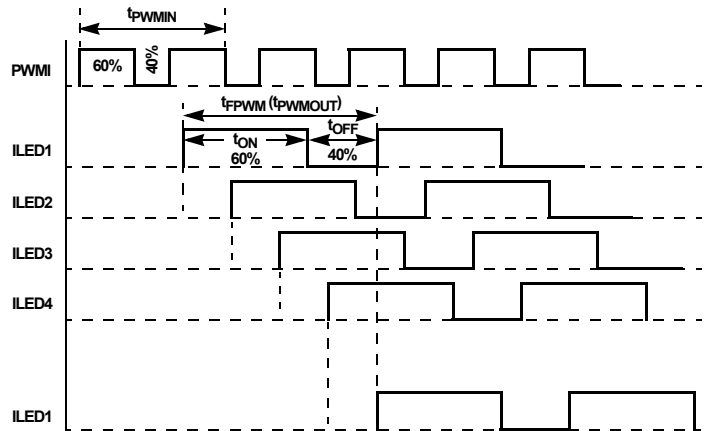 tPWMIN
PWMI
60%
40%
tFPWM (tPWMOUT)
tON
60%
tOFF
40%
ILED1
ILED2
ILED3
ILED4
ILED1